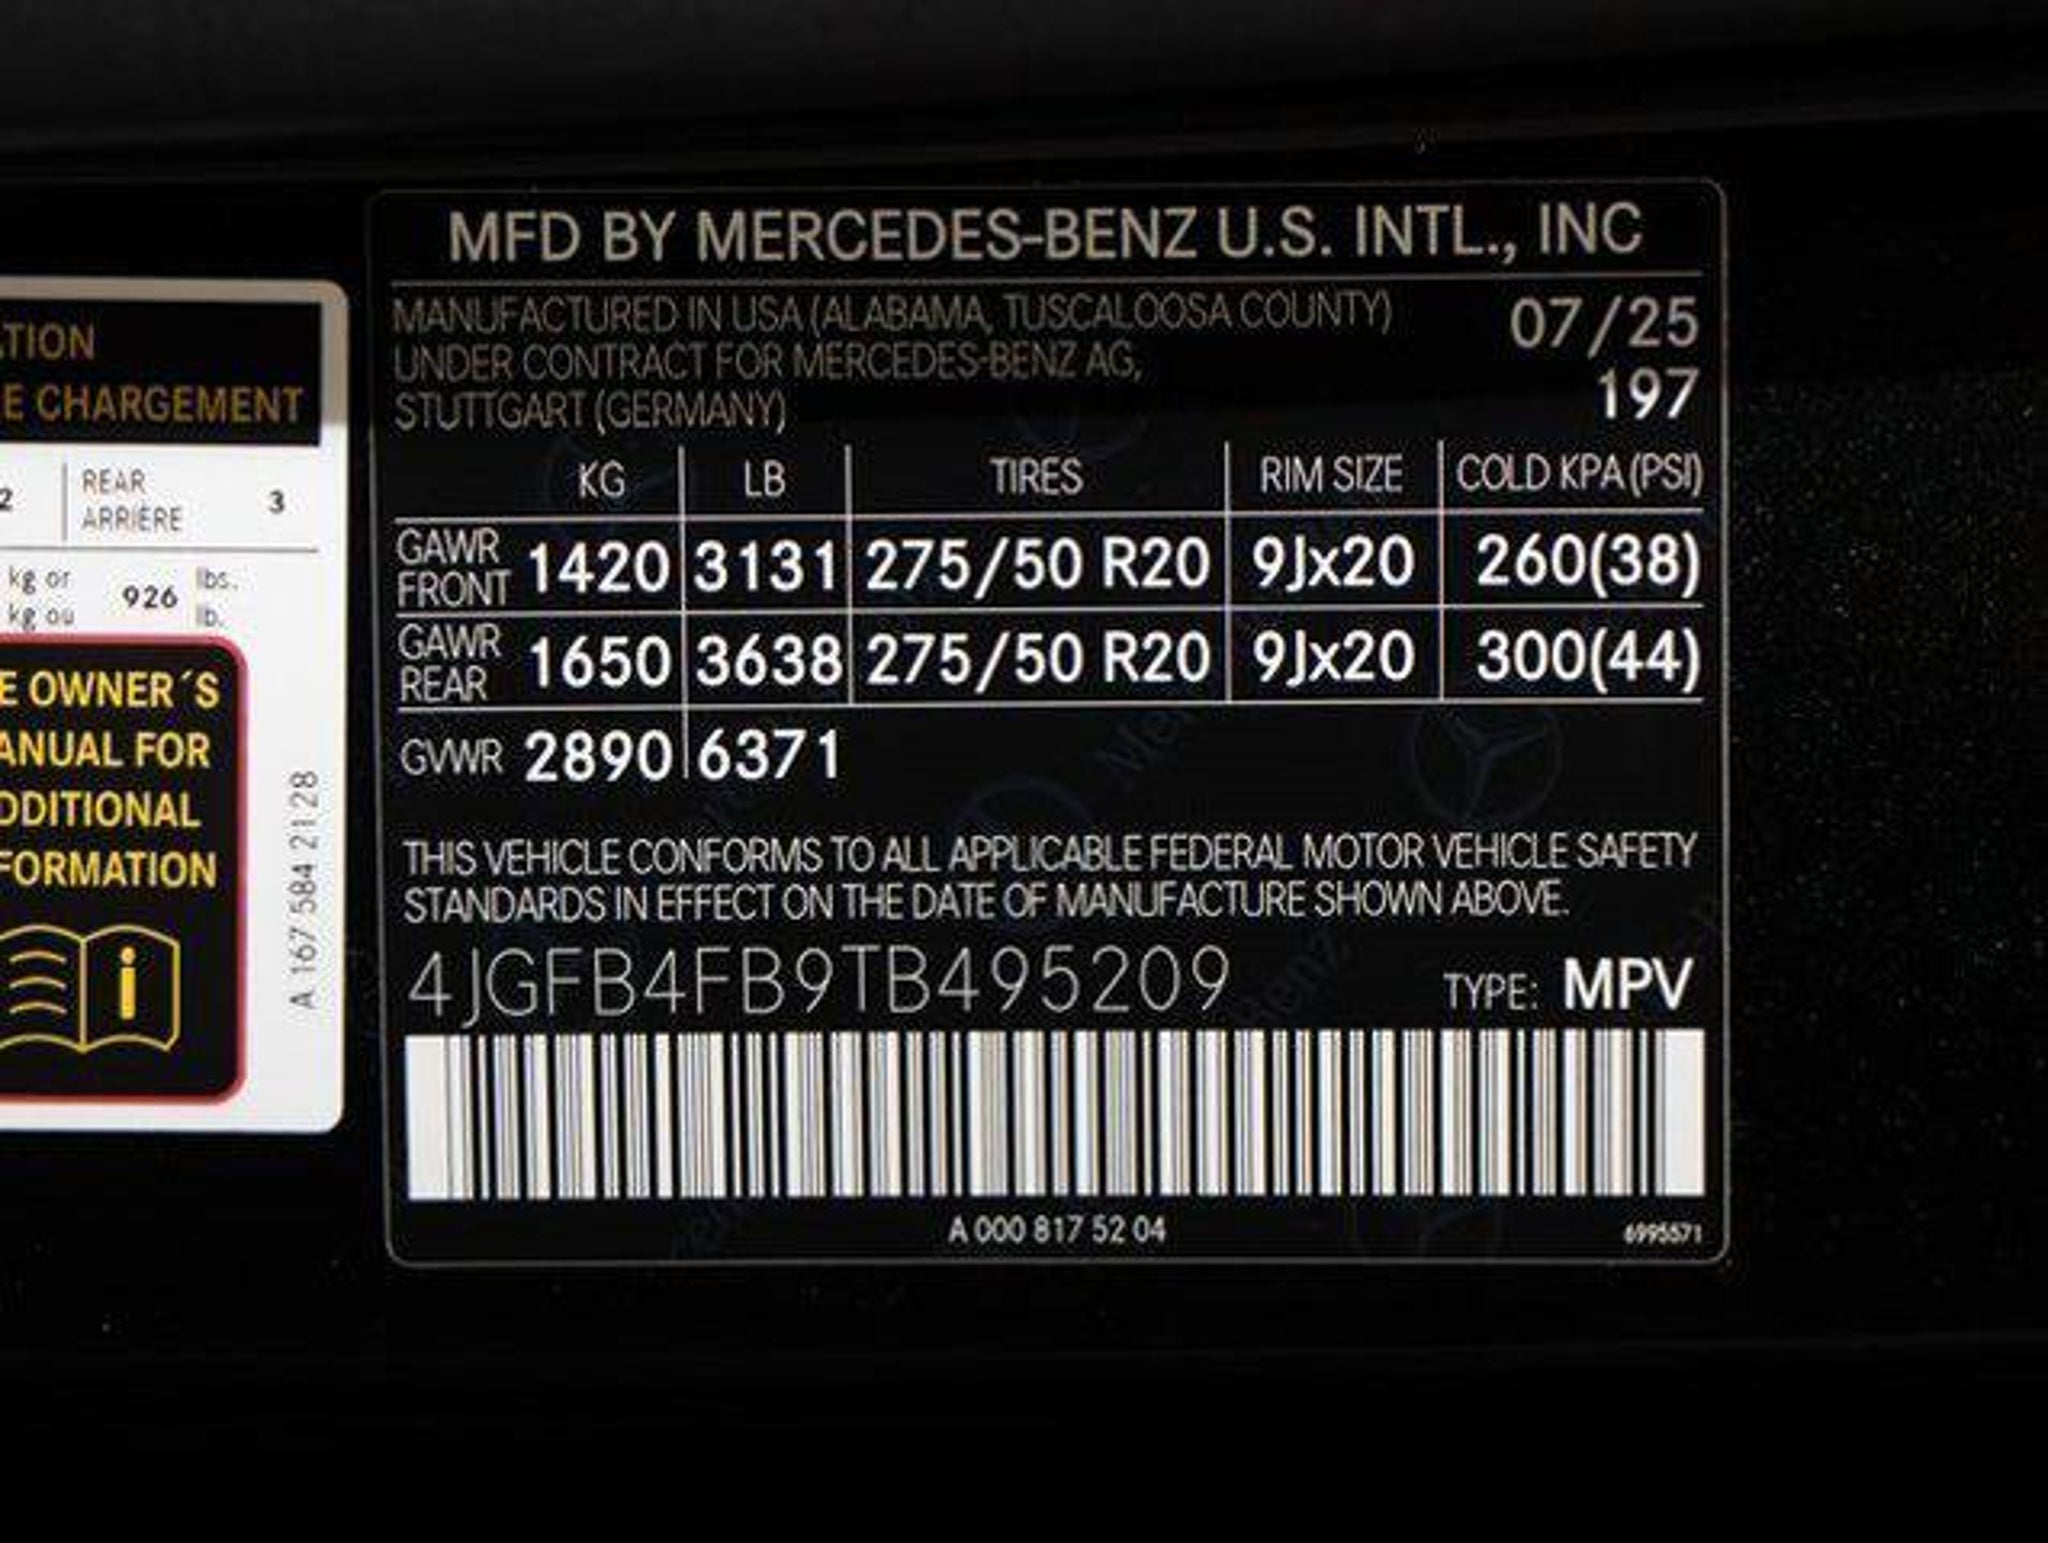 ATION
E CHARGEMENT
2 REAR ARRIÈRE 3
kg or 926 lbs.
kg ou lb.
E OWNER´S
ANUAL FOR
DDITIONAL
FORMATION
A 167 584 21 28
MFD BY MERCEDES-BENZ U.S. INTL., INC
MANUFACTURED IN USA (ALABAMA, TUSCALOOSA COUNTY) 07/25
UNDER CONTRACT FOR MERCEDES-BENZ AG,
STUTTGART (GERMANY) 197
KG LB TIRES RIM SIZE COLD KPA (PSI)
GAWR FRONT 1420 3131 275/50 R20 9Jx20 260(38)
GAWR REAR 1650 3638 275/50 R20 9Jx20 300(44)
GVWR 2890 6371
THIS VEHICLE CONFORMS TO ALL APPLICABLE FEDERAL MOTOR VEHICLE SAFETY
STANDARDS IN EFFECT ON THE DATE OF MANUFACTURE SHOWN ABOVE.
4JGFB4FB9TB495209 TYPE: MPV
A 000 817 52 04 6995571